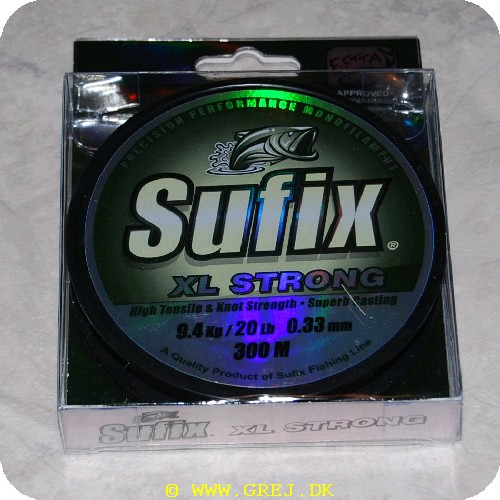 APPROVED
PRECISION PERFORMANCE MONOFILAMENT
Sufix®
XL STRONG
High Tensile & Knot Strength • Superb Casting
9.4 Kg / 20 Lb 0.33 mm
300 M
A Quality Product of Sufix Fishing Line
Sufix XL STRONG
© WWW.GREJ.DK